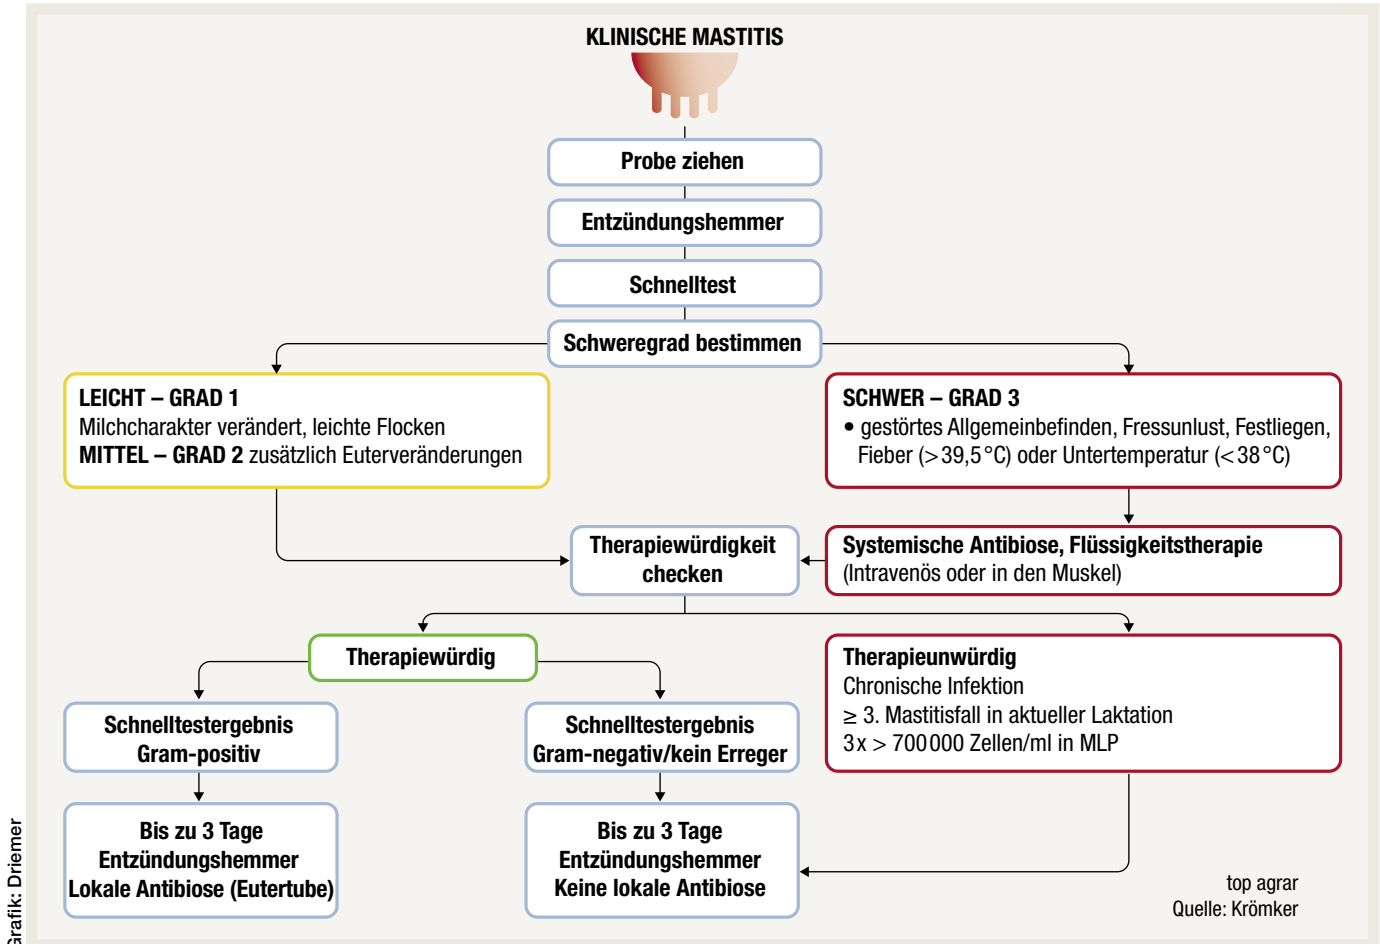 KLINISCHE MASTITIS
Probe ziehen
Entzündungshemmer
Schnelltest
Schweregrad bestimmen
LEICHT – GRAD 1
Milchcharakter verändert, leichte Flocken
MITTEL – GRAD 2 zusätzlich Euterveränderungen
SCHWER – GRAD 3
• gestörtes Allgemeinbefinden, Fressunlust, Festliegen,
Fieber (> 39,5 °C) oder Untertemperatur (< 38 °C)
Therapiewürdigkeit
checken
Systemische Antibiose, Flüssigkeitstherapie
(Intravenös oder in den Muskel)
Therapiewürdig
Therapieunwürdig
Chronische Infektion
≥ 3. Mastitisfall in aktueller Laktation
3 x > 700 000 Zellen/ml in MLP
Schnelltestergebnis
Gram-positiv
Schnelltestergebnis
Gram-negativ/kein Erreger
Bis zu 3 Tage
Entzündungshemmer
Lokale Antibiose (Eutertube)
Bis zu 3 Tage
Entzündungshemmer
Keine lokale Antibiose
top agrar
Quelle: Krömker
Grafik: Driemer